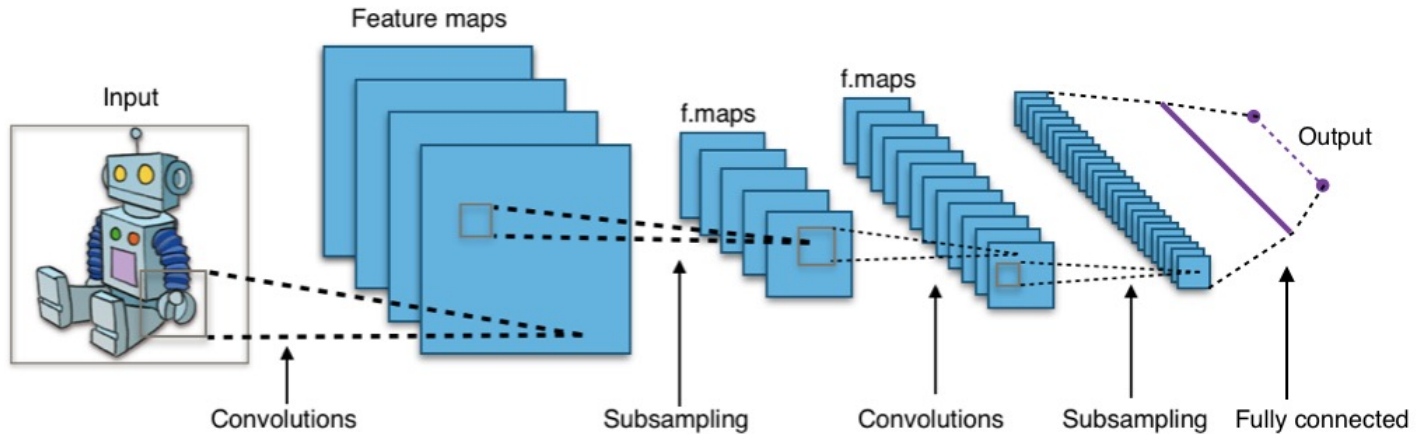 Feature maps
f.maps
Input
f.maps
Output
Convolutions
Subsampling
Convolutions
Subsampling
Fully connected